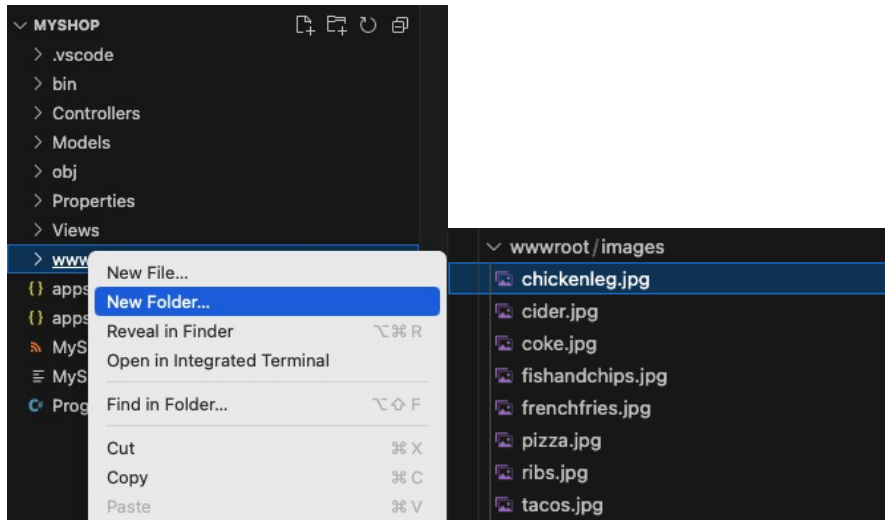 MYSHOP
.vscode
bin
Controllers
Models
obj
Properties
Views
www
{} apps
{} apps
MyS
MyS
Prog
New File...
New Folder...
Reveal in Finder ⌥⌘ R
Open in Integrated Terminal
Find in Folder... ⌥⇧ F
Cut ⌘ X
Copy ⌘ C
Paste ⌘ V
wwwroot/images
chickenleg.jpg
cider.jpg
coke.jpg
fishandchips.jpg
frenchfries.jpg
pizza.jpg
ribs.jpg
tacos.jpg